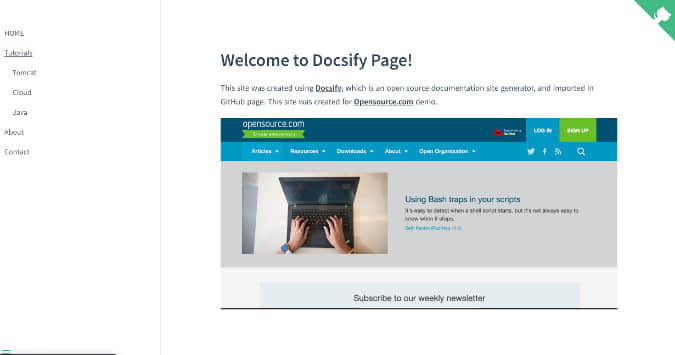 HOME
Tutorials
Tomcat
Cloud
Java
About
Contact
Welcome to Docsify Page!
This site was created using Docsify, which is an open source documentation site generator, and imported in
GitHub page. This site was created for Opensource.com demo.
opensource.com
LOG IN
SIGN UP
Articles
Resources
Downloads
About
Open Organization
Using Bash traps in your scripts
It's easy to detect when a shell script starts, but it's not always easy to
know when it stops.
Subscribe to our weekly newsletter